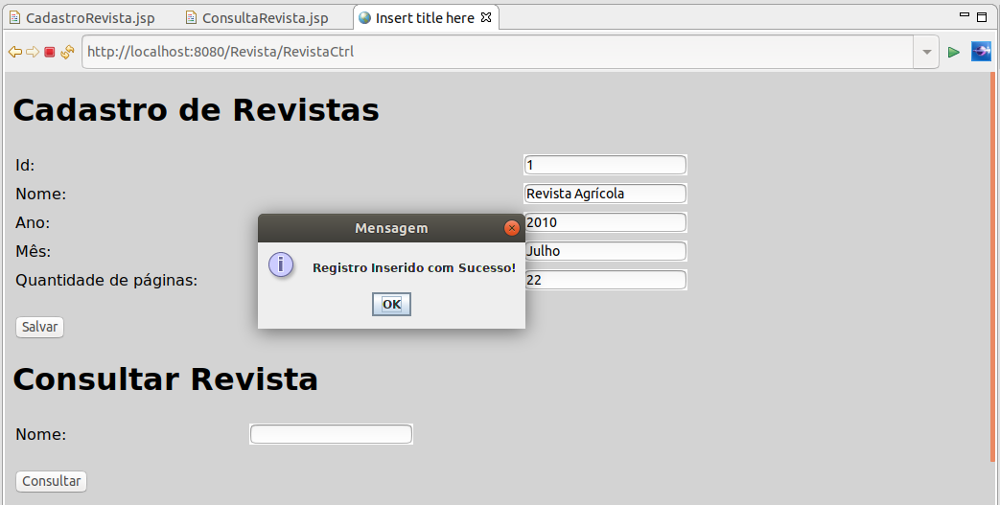 CadastroRevista.jsp ConsultaRevista.jsp Insert title here
http://localhost:8080/Revista/RevistaCtrl
Cadastro de Revistas
Id: 1
Nome: Revista Agrícola
Ano: 2010
Mês: Julho
Quantidade de páginas: 22
Mensagem
i
Registro Inserido com Sucesso!
OK
Salvar
Consultar Revista
Nome:
Consultar